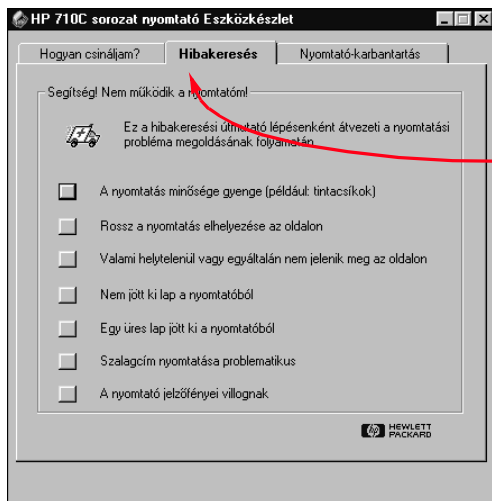 HP 710C sorozat nyomtató Eszközkészlet
Hogyan csináljam?
Hibakeresés
Nyomtató-karbantartás
Segítség! Nem működik a nyomtatóm!
Ez a hibakeresési útmutató lépésenként átvezeti a nyomtatási
probléma megoldásának folyamatán.
A nyomtatás minősége gyenge (például: tintacsíkok)
Rossz a nyomtatás elhelyezése az oldalon
Valami helytelenül vagy egyáltalán nem jelenik meg az oldalon
Nem jött ki lap a nyomtatóból
Egy üres lap jött ki a nyomtatóból
Szalagcím nyomtatása problematikus
A nyomtató jelzőfényei villognak
hp HEWLETT
PACKARD